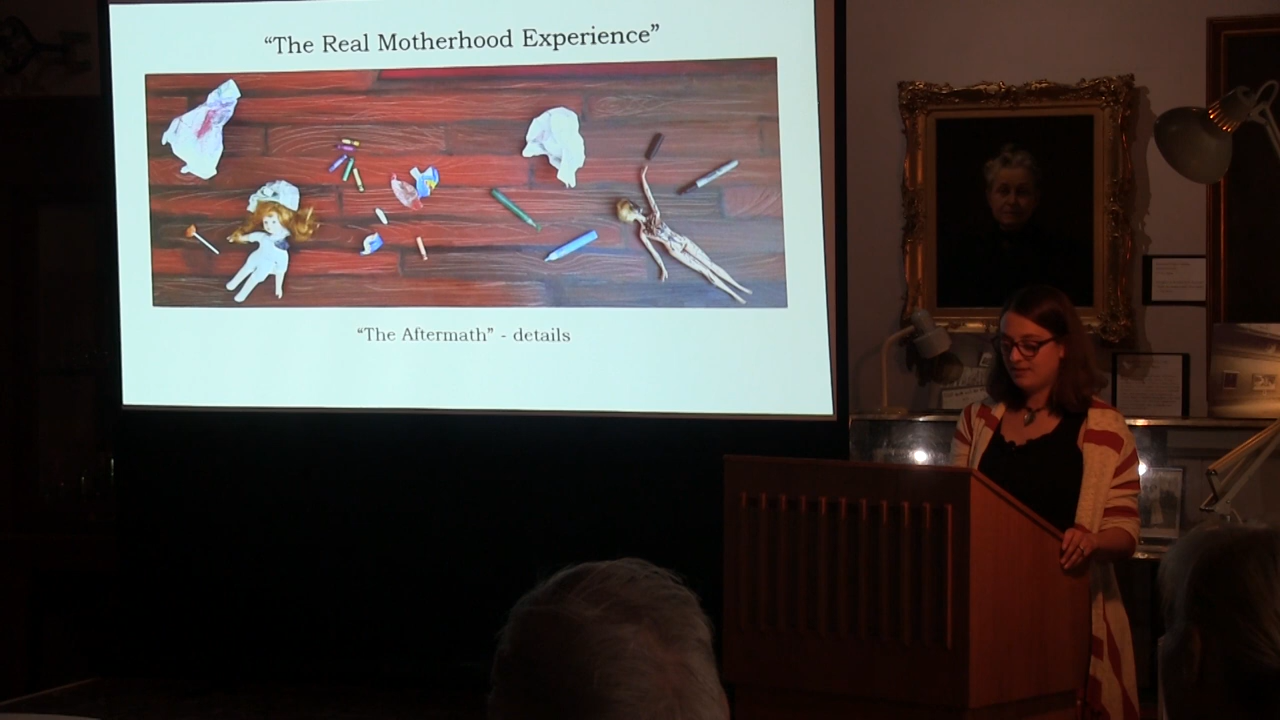 “The Real Motherhood Experience”
“The Aftermath” - details